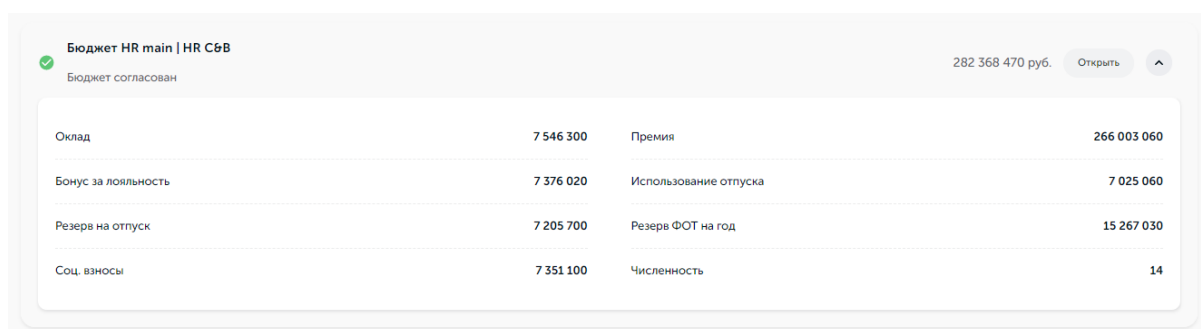 Бюджет HR main | HR C&B
Бюджет согласован
282 368 470 руб. Открыть
Оклад 7 546 300 Премия 266 003 060
Бонус за лояльность 7 376 020 Использование отпуска 7 025 060
Резерв на отпуск 7 205 700 Резерв ФОТ на год 15 267 030
Соц. взносы 7 351 100 Численность 14